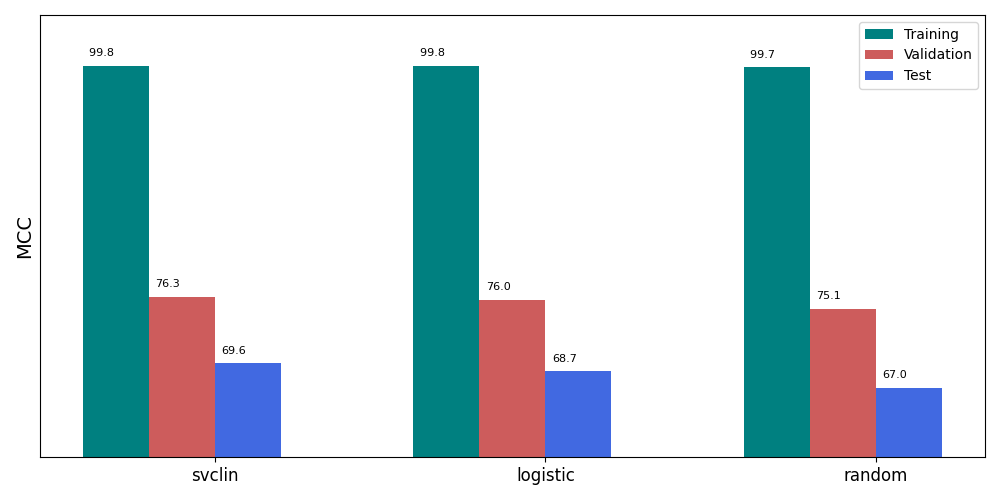 99.8
76.3
69.6
99.8
76.0
68.7
99.7
75.1
67.0
Training
Validation
Test
MCC
svclin
logistic
random